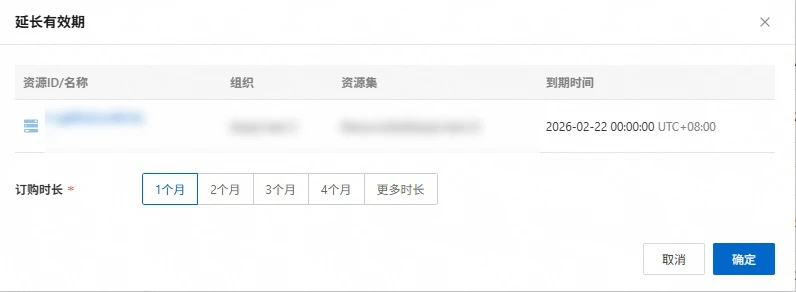 延长有效期
资源ID/名称 组织 资源集 到期时间
2026-02-22 00:00:00 UTC+08:00
订购时长 * 1个月 2个月 3个月 4个月 更多时长
取消 确定